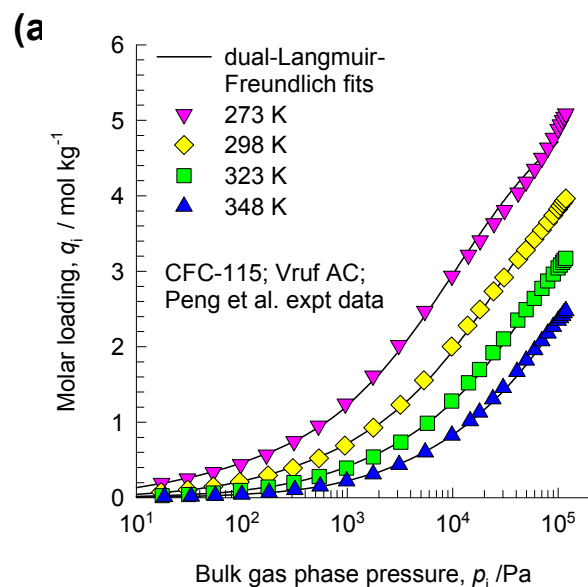 (a
6
5
4
3
2
1
0
Molar loading, qᵢ / mol kg⁻¹
dual-Langmuir-
Freundlich fits
273 K
298 K
323 K
348 K
CFC-115; Vruf AC;
Peng et al. expt data
10¹ 10² 10³ 10⁴ 10⁵
Bulk gas phase pressure, pᵢ /Pa